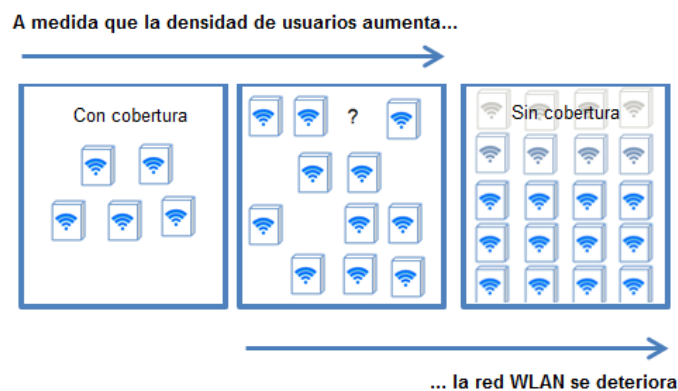 A medida que la densidad de usuarios aumenta...
Con cobertura
?
Sin cobertura
... la red WLAN se deteriora